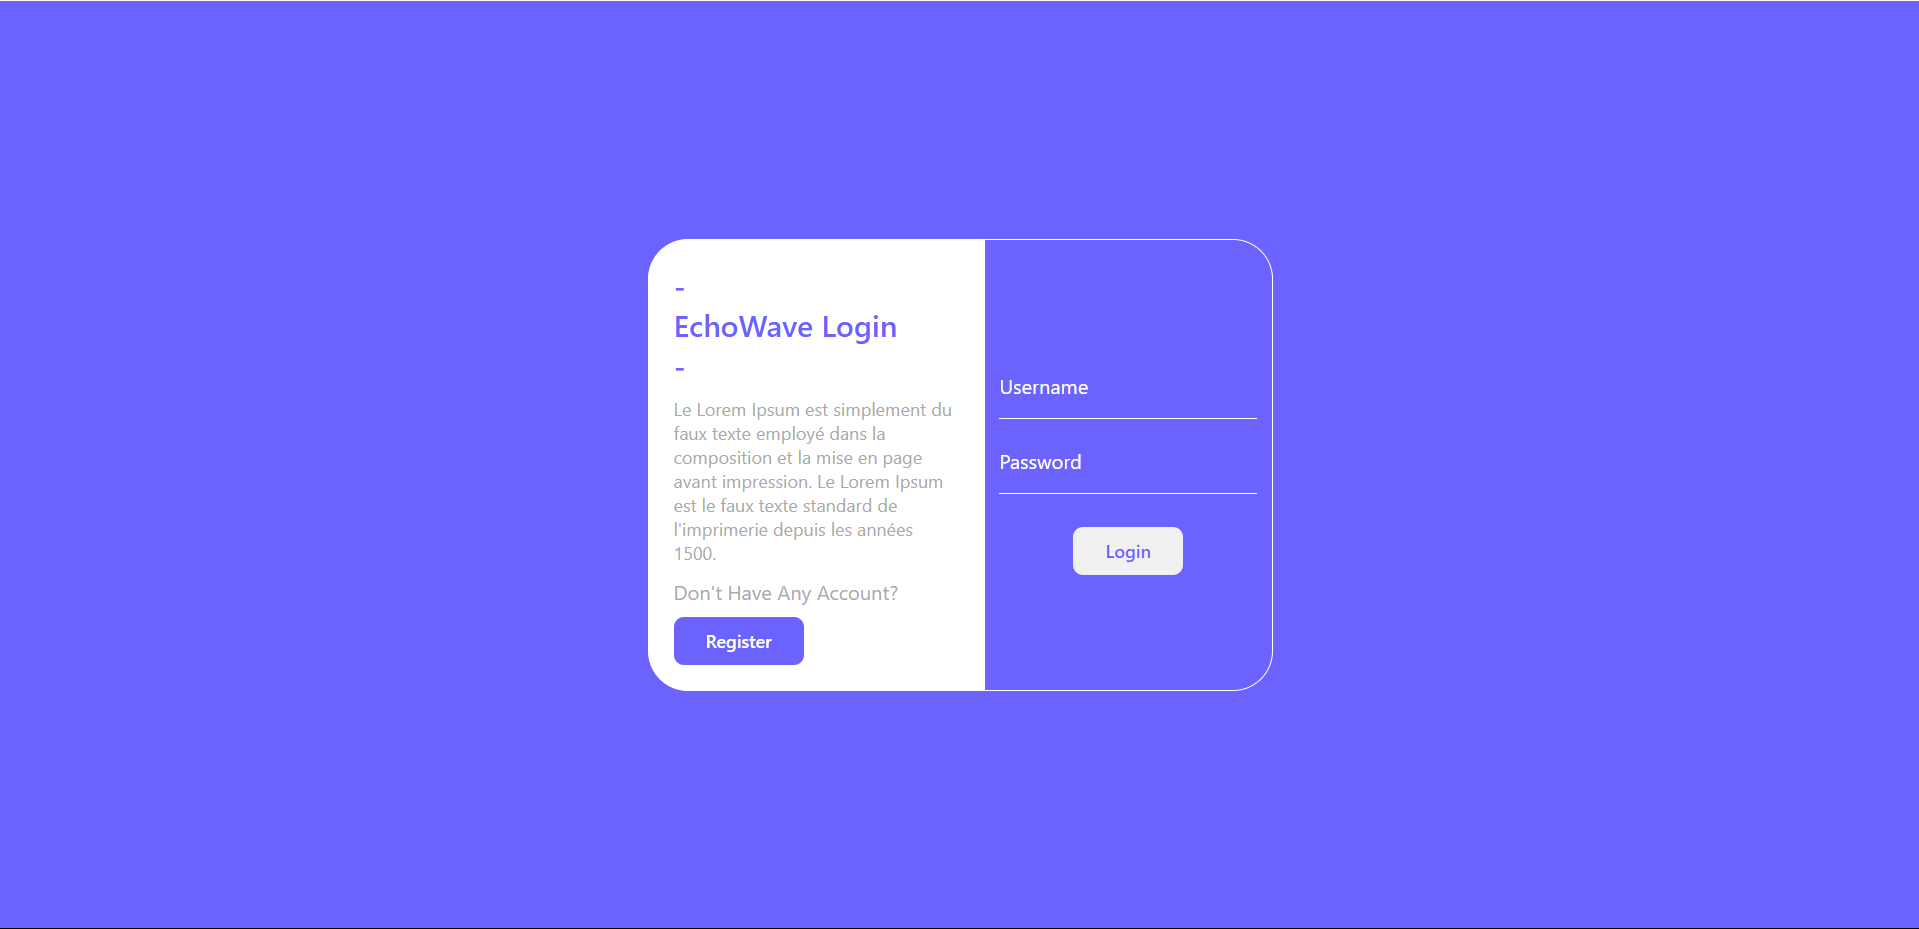 -
EchoWave Login
-
Le Lorem Ipsum est simplement du
faux texte employé dans la
composition et la mise en page
avant impression. Le Lorem Ipsum
est le faux texte standard de
l'imprimerie depuis les années
1500.
Don't Have Any Account?
Register
Username
Password
Login